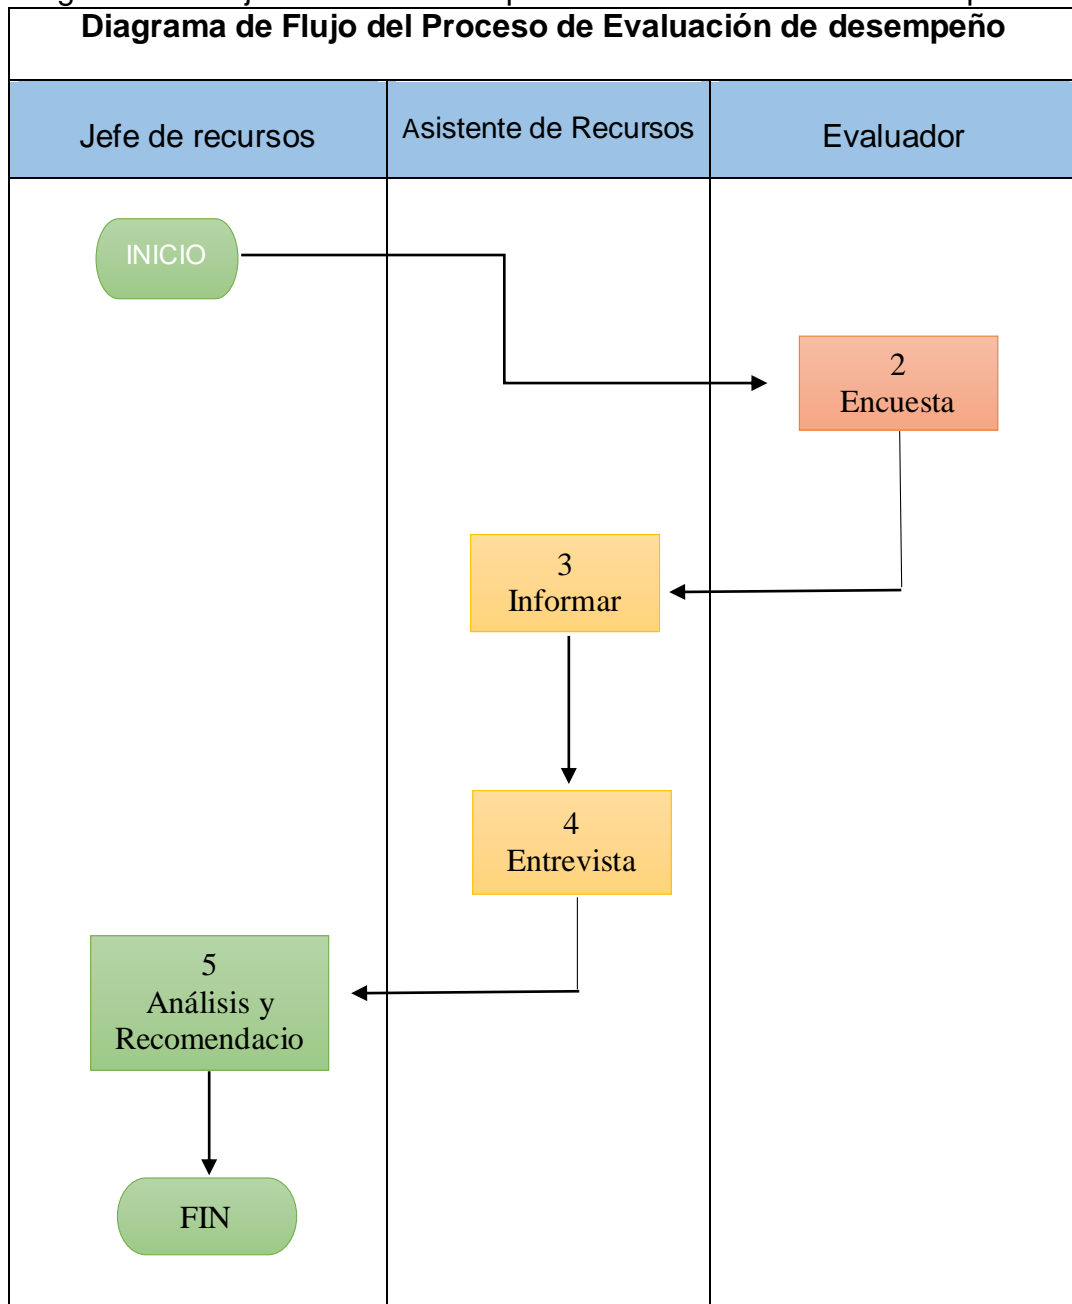 Diagrama de Flujo del Proceso de Evaluación de desempeño
Jefe de recursos
Asistente de Recursos
Evaluador
INICIO
2
Encuesta
3
Informar
4
Entrevista
5
Análisis y
Recomendacio
FIN